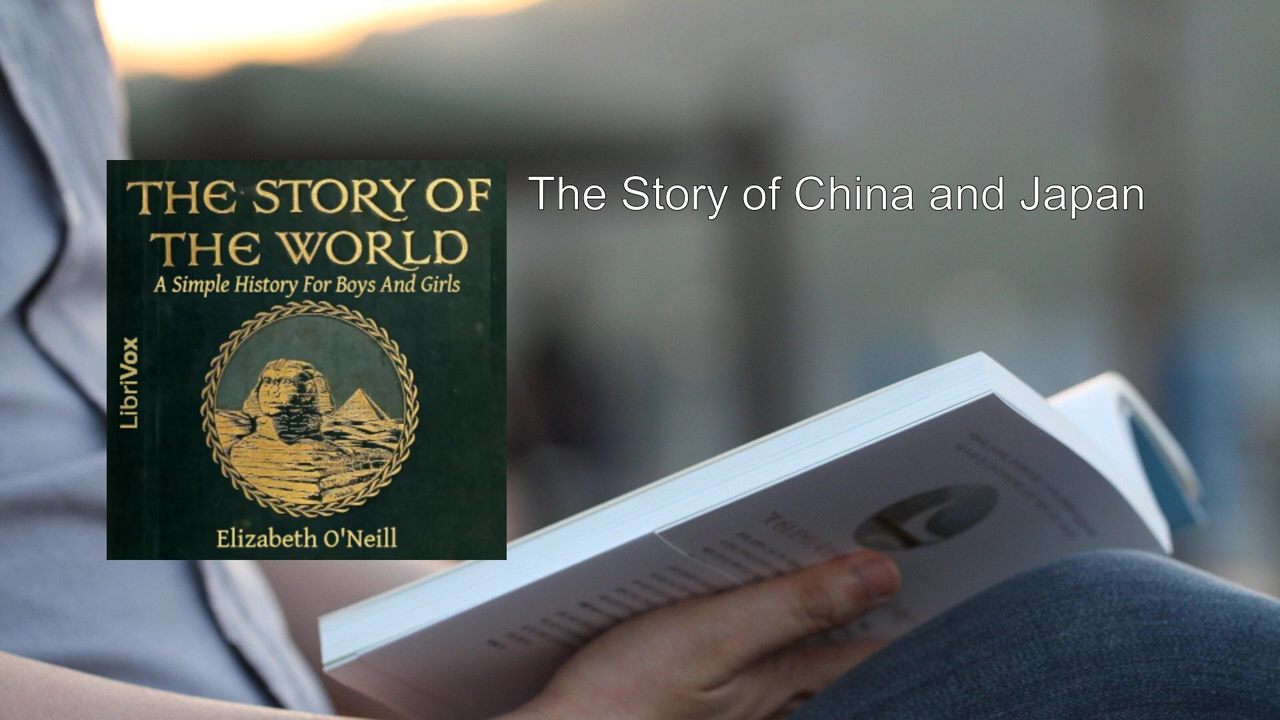 THE STORY OF
THE WORLD
A Simple History For Boys And Girls
LibriVox
Elizabeth O'Neill
The Story of China and Japan